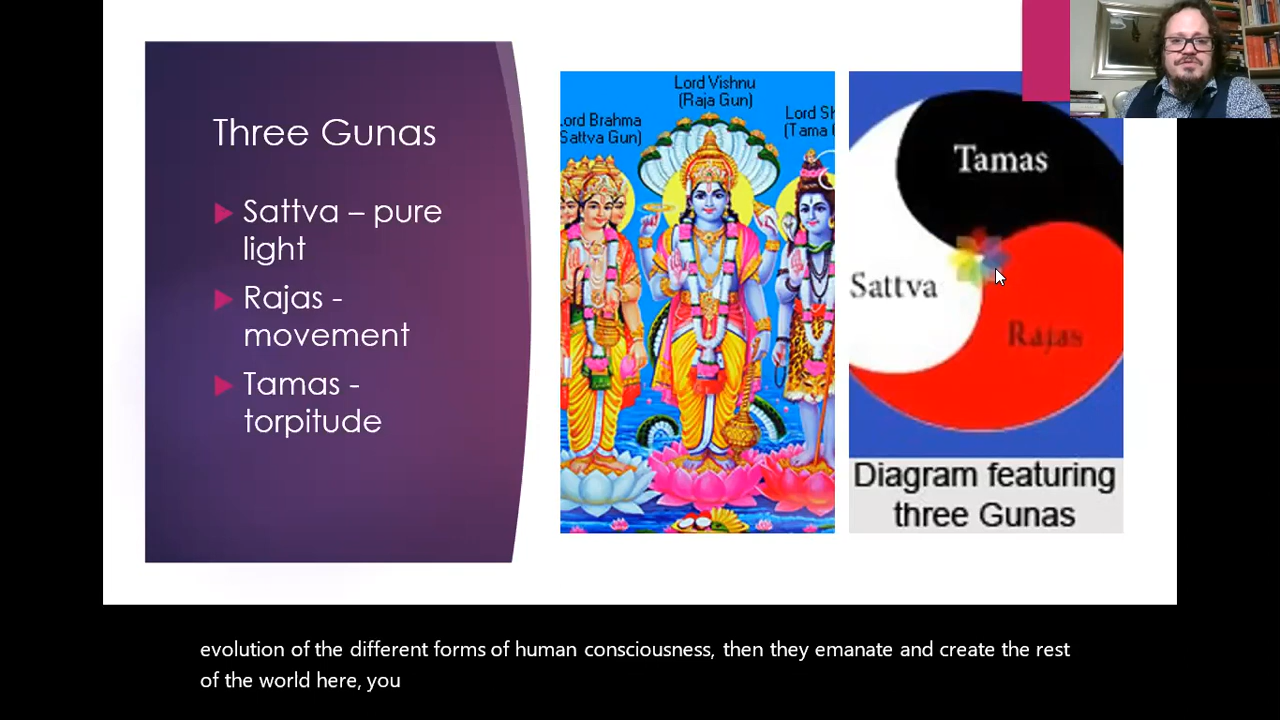 Three Gunas
Sattva – pure
light
Rajas -
movement
Tamas -
torpitude
Lord Vishnu
(Raja Gun)
Lord Brahma
Sattva Gun)
Lord Sh
(Tama
Tamas
Sattva
Rajas
Diagram featuring
three Gunas
evolution of the different forms of human consciousness, then they emanate and create the rest
of the world here, you